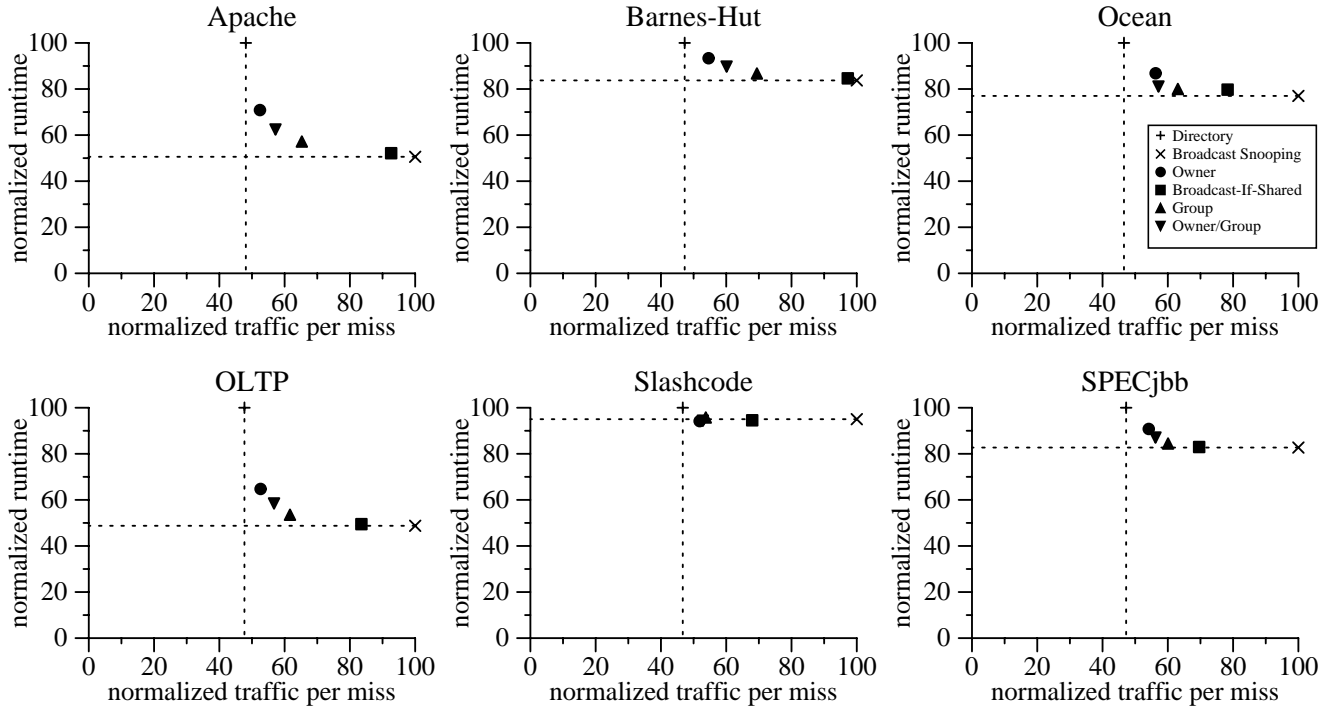 Apache
normalized runtime
100
80
60
40
20
0
0 20 40 60 80 100
normalized traffic per miss
Barnes-Hut
normalized runtime
100
80
60
40
20
0
0 20 40 60 80 100
normalized traffic per miss
Ocean
normalized runtime
100
80
60
40
20
0
Directory
Broadcast Snooping
Owner
Broadcast-If-Shared
Group
Owner/Group
0 20 40 60 80 100
normalized traffic per miss
OLTP
normalized runtime
100
80
60
40
20
0
0 20 40 60 80 100
normalized traffic per miss
Slashcode
normalized runtime
100
80
60
40
20
0
0 20 40 60 80 100
normalized traffic per miss
SPECjbb
normalized runtime
100
80
60
40
20
0
0 20 40 60 80 100
normalized traffic per miss